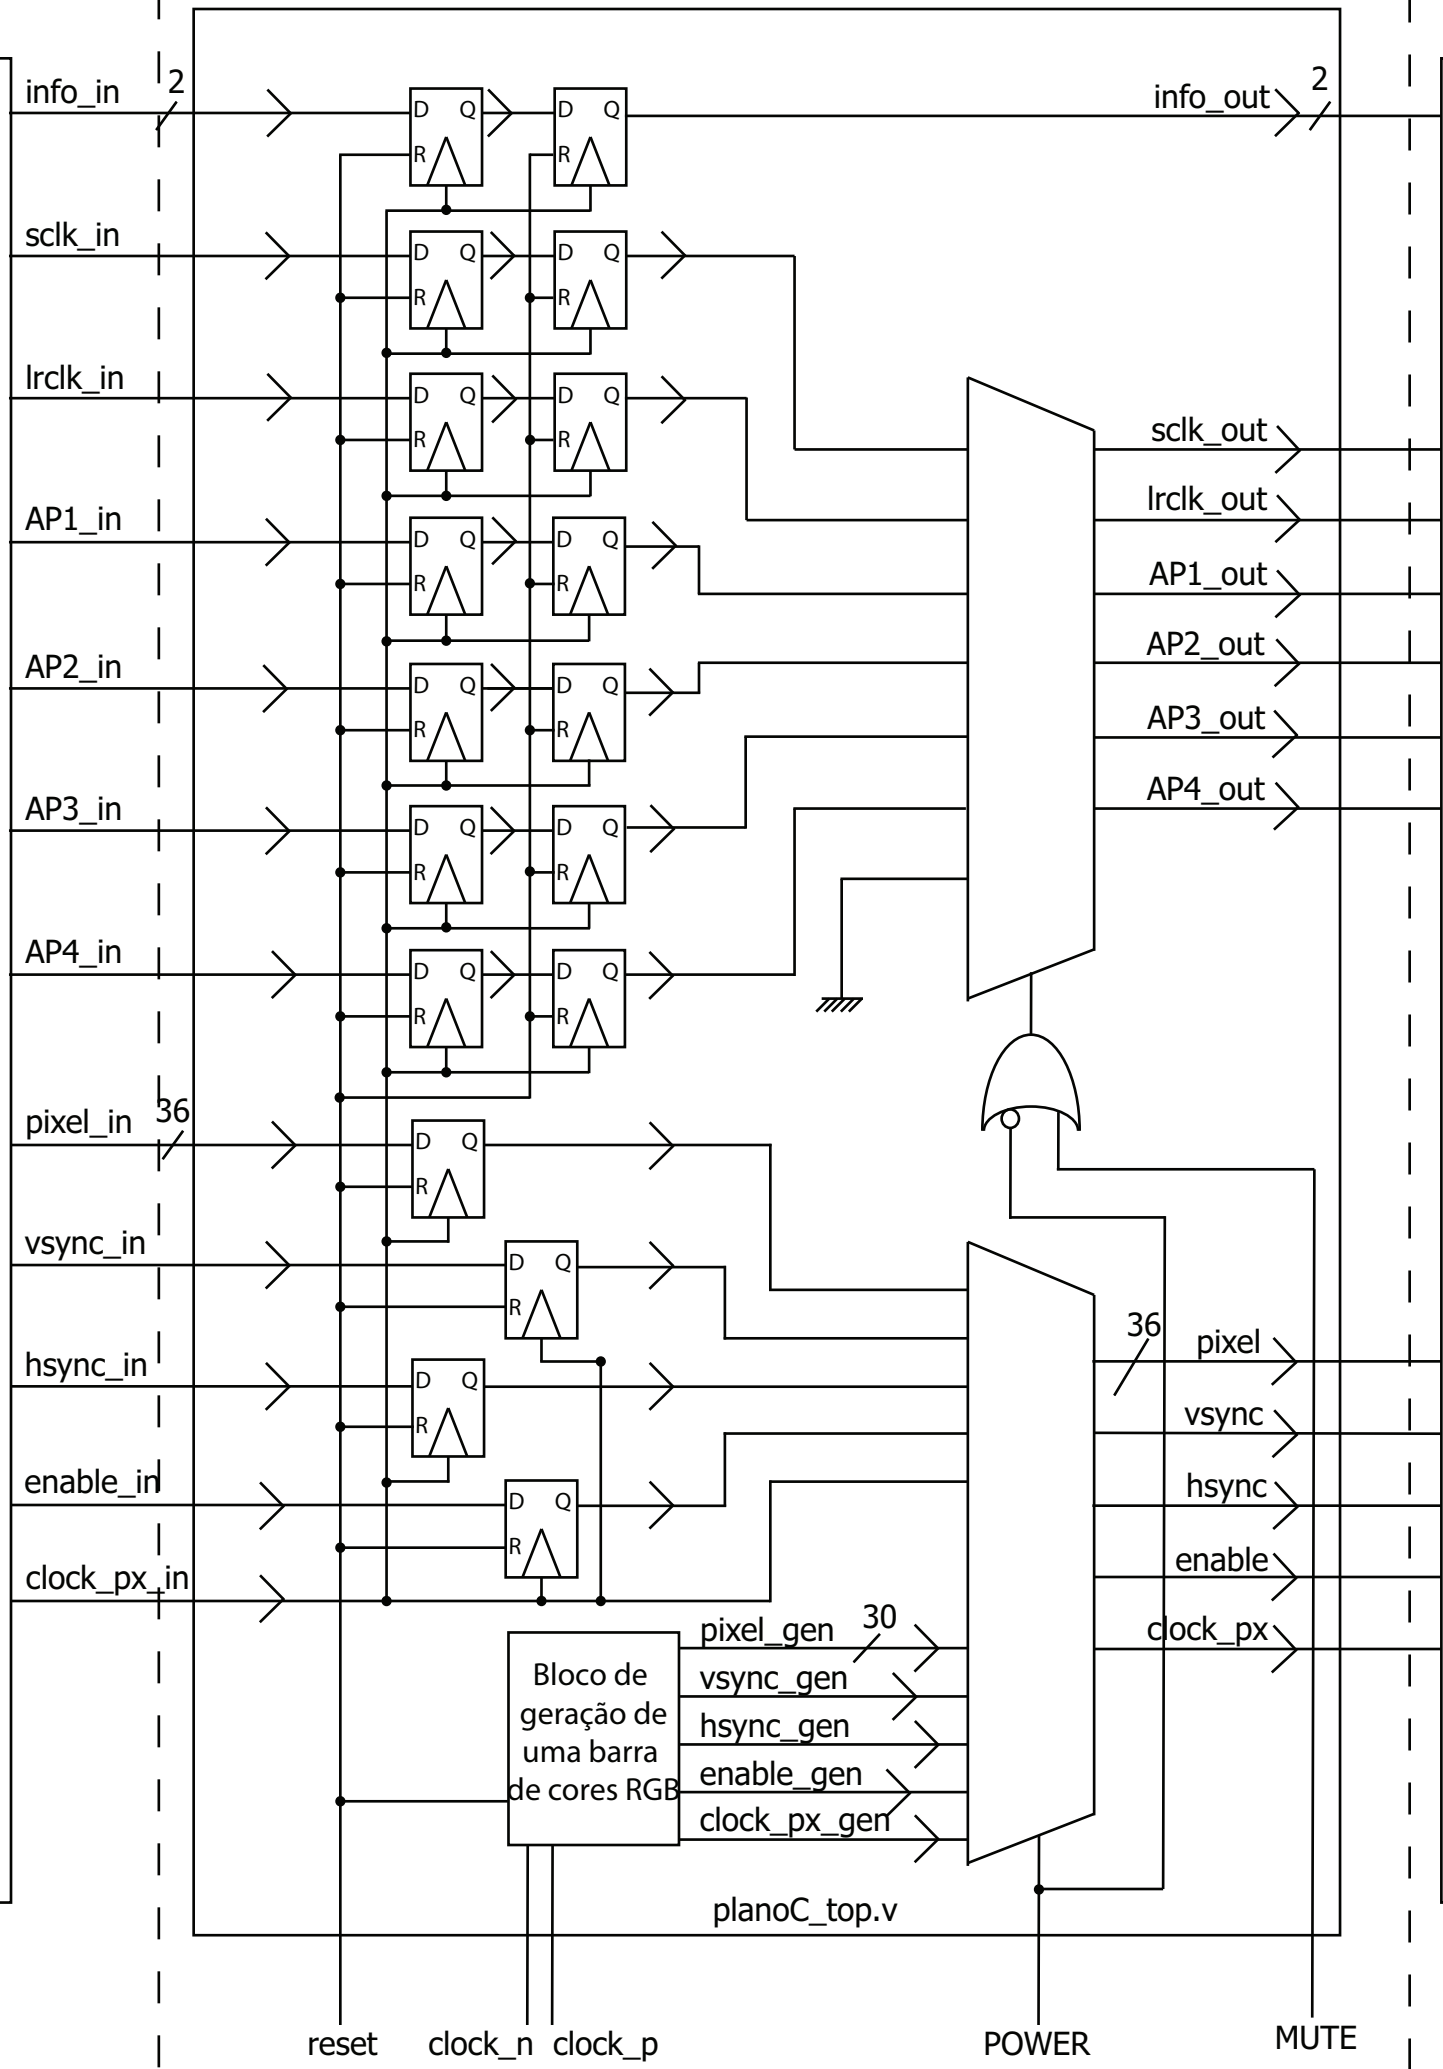 info_in
2
D Q
R
D Q
R
info_out
2
sclk_in
D Q
R
D Q
R
lrclk_in
D Q
R
D Q
R
sclk_out
lrclk_out
AP1_in
D Q
R
D Q
R
AP1_out
AP2_in
D Q
R
D Q
R
AP2_out
AP3_out
AP3_in
D Q
R
D Q
R
AP4_out
AP4_in
D Q
R
D Q
R
pixel_in
36
D Q
R
vsync_in
D Q
R
hsync_in
D Q
R
36
pixel
vsync
enable_in
D Q
R
hsync
clock_px_in
enable
clock_px
Bloco de
geração de
uma barra
de cores RGB
pixel_gen
30
vsync_gen
hsync_gen
enable_gen
clock_px_gen
planoC_top.v
reset
clock_n
clock_p
POWER
MUTE